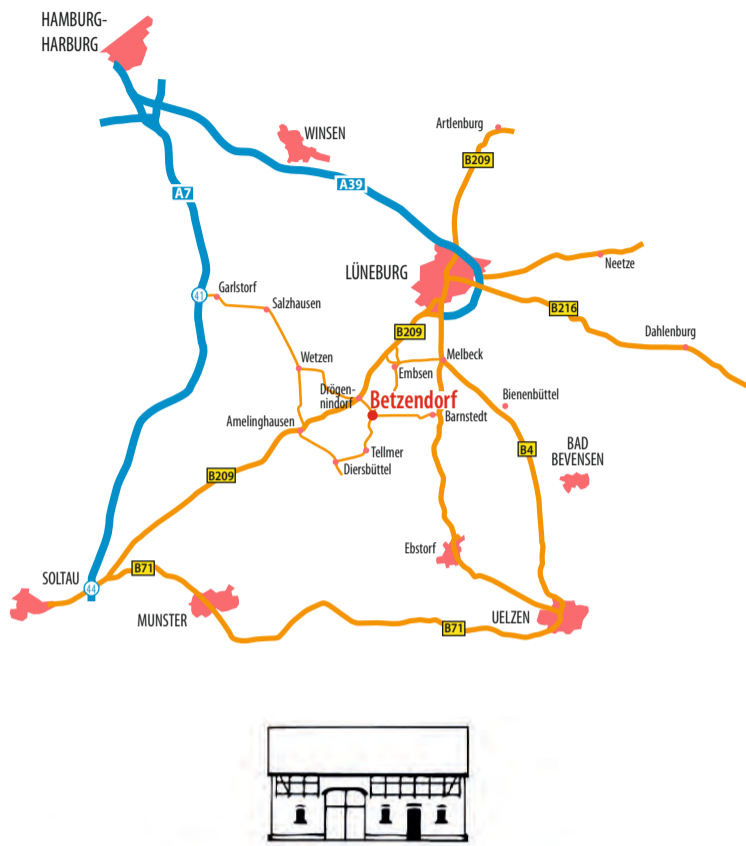 HAMBURG-
HARBURG
WINSEN
Artlenburg
B209
A7
A39
LÜNEBURG
Neetze
41
Garlstorf
Salzhausen
B216
B209
Dahlenburg
Wetzen
Melbeck
Embsen
Drögen-
nindorf
Betzendorf
Bienenbüttel
Barnstedt
Amelinghausen
BAD
BEVENSEN
B4
Tellmer
Diersbüttel
B209
Ebstorf
B71
SOLTAU
44
MUNSTER
UELZEN
B71